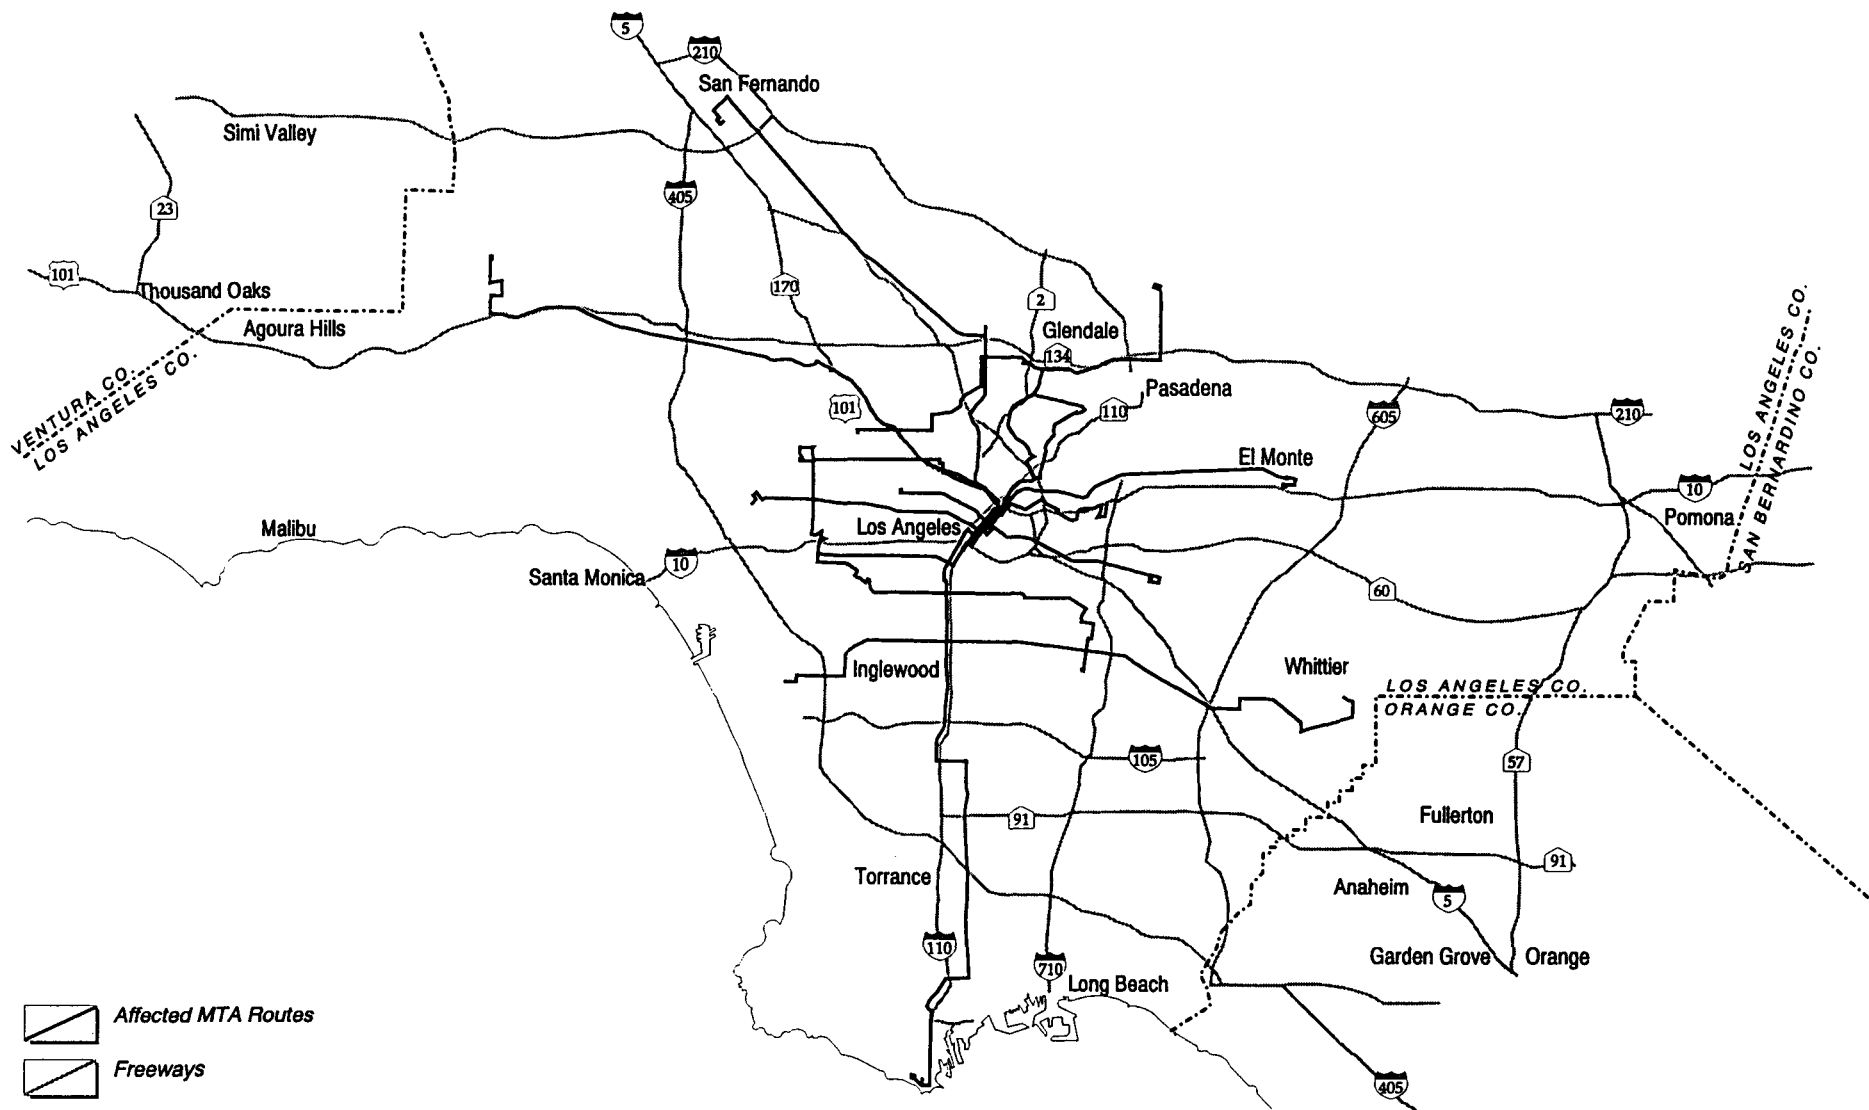 5
210
San Fernando
Simi Valley
405
23
101
Thousand Oaks
170
2
Agoura Hills
Glendale
134
VENTURA CO.
LOS ANGELES CO.
Pasadena
101
110
605
210
LOS ANGELES CO.
SAN BERNARDINO CO.
El Monte
10
Pomona
Malibu
Los Angeles
10
Santa Monica
60
Inglewood
Whittier
LOS ANGELES CO.
ORANGE CO.
105
57
91
Fullerton
91
Torrance
Anaheim
5
110
710
Garden Grove
Orange
Long Beach
405
Affected MTA Routes
Freeways